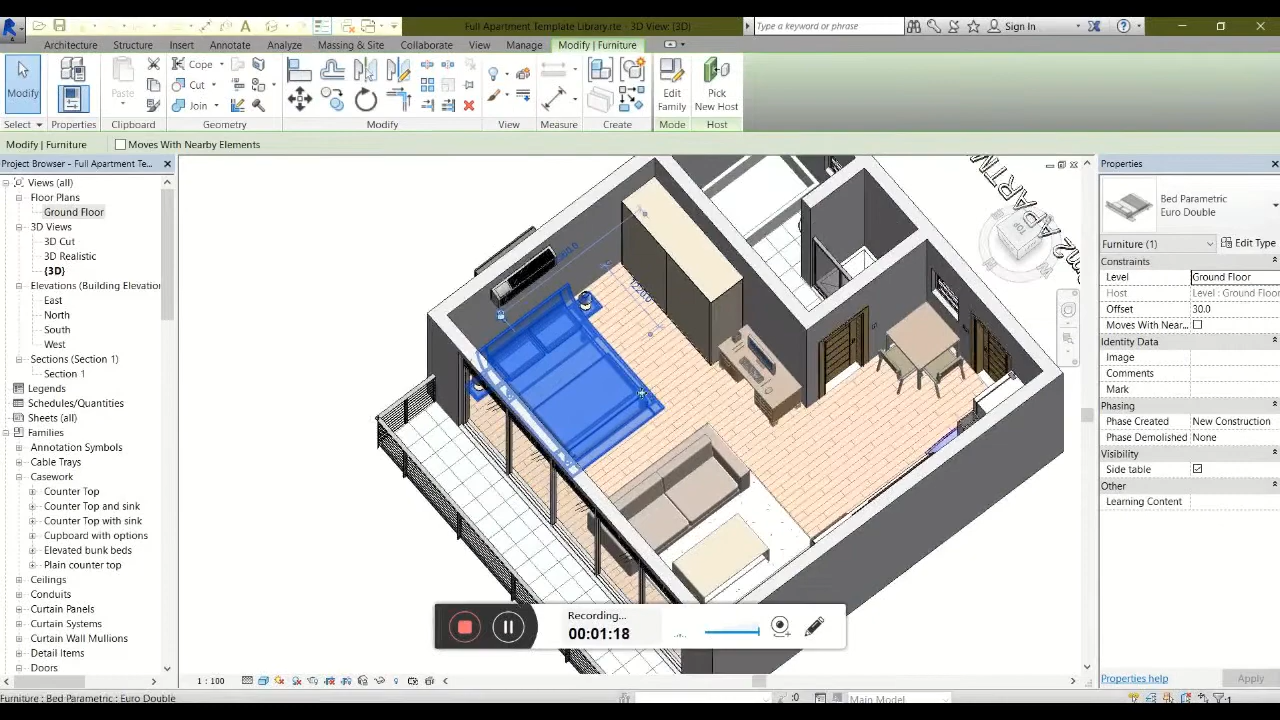 Full Apartment Template Library.rte - 3D View: {3D}
Type a keyword or phrase
Sign In
Architecture Structure Insert Annotate Analyze Massing & Site Collaborate View Manage Modify | Furniture
Modify
Paste
Cope
Cut
Join
Edit Family
Pick New Host
Select Properties Clipboard Geometry Modify View Measure Create Mode Host
Modify | Furniture
Moves With Nearby Elements
Project Browser - Full Apartment Te...
Views (all)
Floor Plans
Ground Floor
3D Views
3D Cut
3D Realistic
{3D}
Elevations (Building Elevation
East
North
South
West
Sections (Section 1)
Section 1
Legends
Schedules/Quantities
Sheets (all)
Families
Annotation Symbols
Cable Trays
Casework
Counter Top
Counter Top and sink
Counter Top with sink
Cupboard with options
Elevated bunk beds
Plain counter top
Ceilings
Conduits
Curtain Panels
Curtain Systems
Curtain Wall Mullions
Detail Items
Doors
TOP
Recording...
00:01:18
Properties
Bed Parametric
Euro Double
Furniture (1)
Edit Type
Constraints
Level Ground Floor
Host Level : Ground Floor
Offset 30.0
Moves With Near...
Identity Data
Image
Comments
Mark
Phasing
Phase Created New Construction
Phase Demolished None
Visibility
Side table
Other
Learning Content
Properties help
Apply
1 : 100
Furniture : Bed Parametric : Euro Double
:0
Main Model